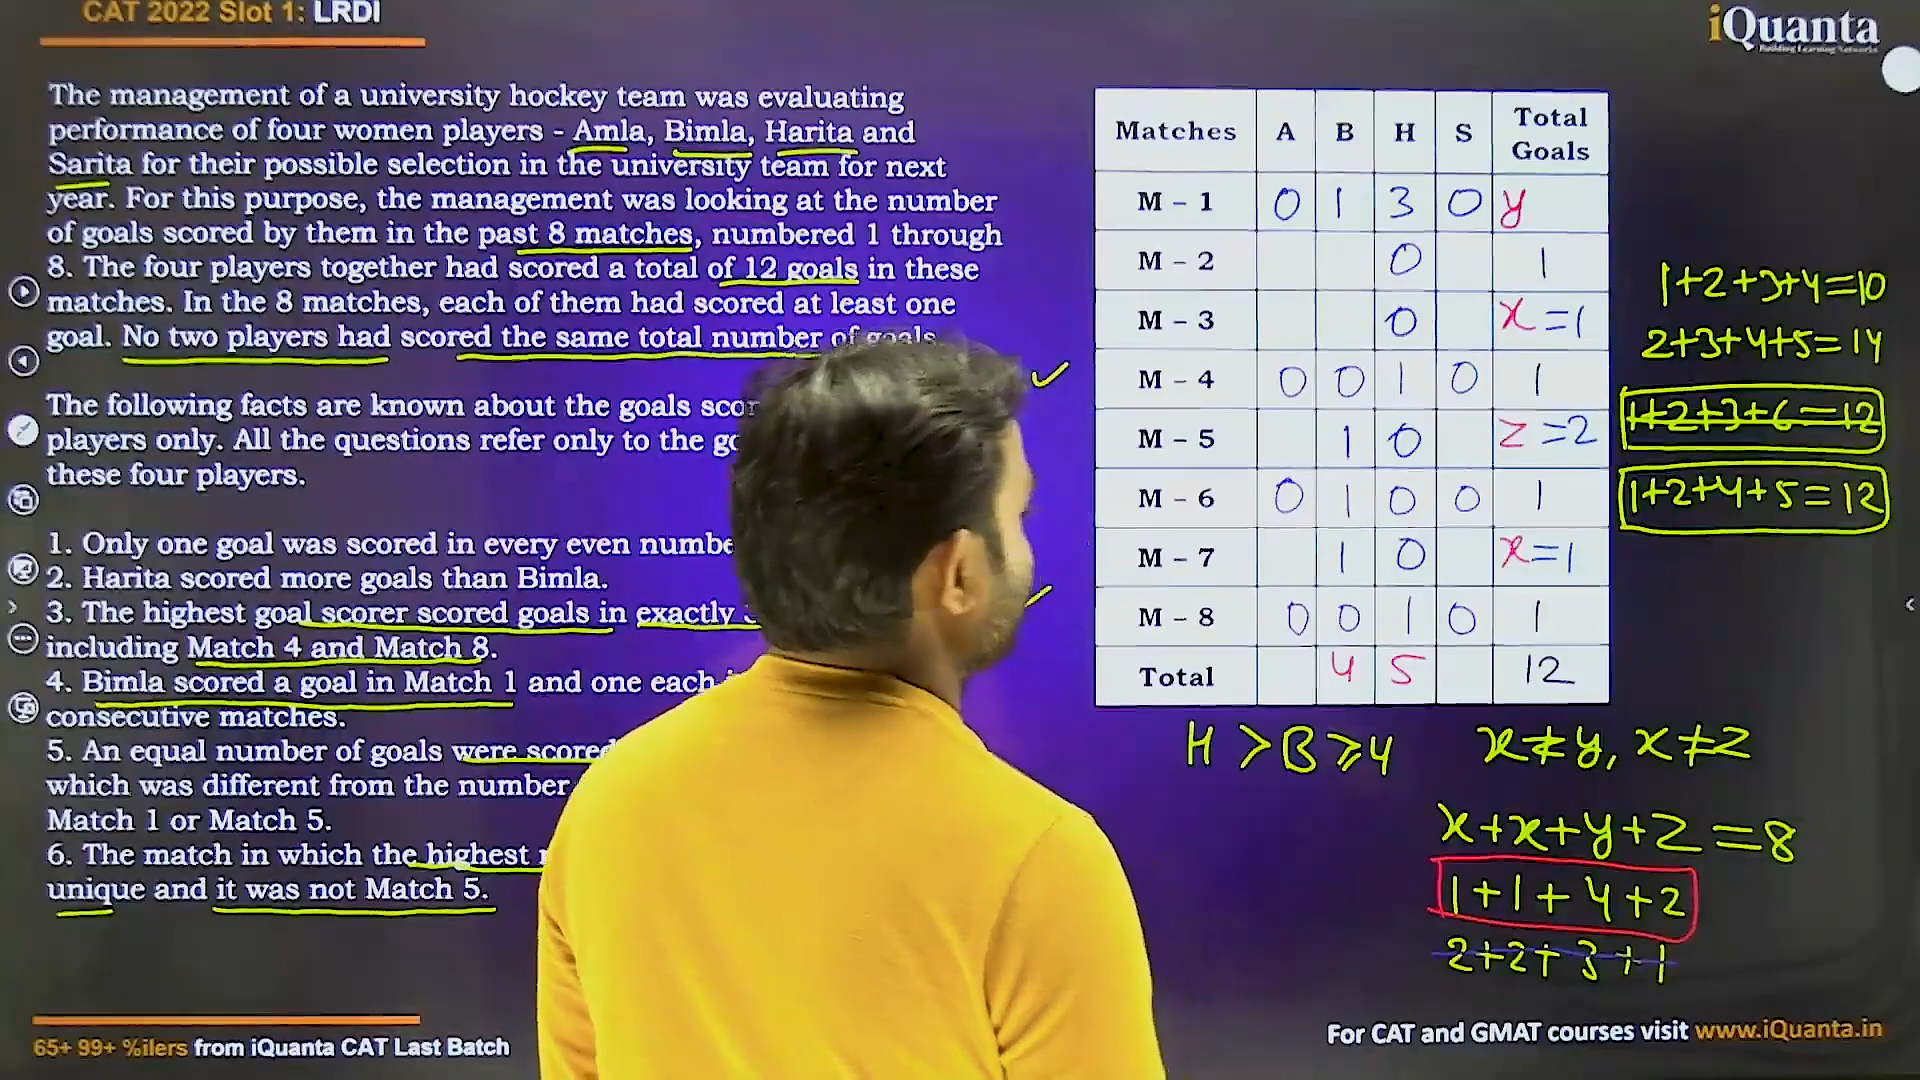 CAT 2022 Slot 1: LRDI
iQuanta
Building Learning Networks
The management of a university hockey team was evaluating
performance of four women players - Amla, Bimla, Harita and
Sarita for their possible selection in the university team for next
year. For this purpose, the management was looking at the number
of goals scored by them in the past 8 matches, numbered 1 through
8. The four players together had scored a total of 12 goals in these
matches. In the 8 matches, each of them had scored at least one
goal. No two players had scored the same total number of goals
The following facts are known about the goals scor
players only. All the questions refer only to the go
these four players.
1. Only one goal was scored in every even numbe
2. Harita scored more goals than Bimla.
3. The highest goal scorer scored goals in exactly
including Match 4 and Match 8.
4. Bimla scored a goal in Match 1 and one each
consecutive matches.
5. An equal number of goals were scored
which was different from the number
Match 1 or Match 5.
6. The match in which the highest
unique and it was not Match 5.
Matches A B H S Total Goals
M - 1 0 1 3 0 y
M - 2 0 1
M - 3 0 x =1
M - 4 0 0 1 0 1
M - 5 1 0 z =2
M - 6 0 1 0 0 1
M - 7 1 0 x=1
M - 8 0 0 1 0 1
Total 4 5 12
1+2+3+4=10
2+3+4+5=14
1+2+3+6=12
1+2+4+5=12
H > B ≥ 4
x≠y, x≠z
x+x+y+z=8
1+1+4+2
2+2+3+1
65+ 99+ %ilers from iQuanta CAT Last Batch
For CAT and GMAT courses visit www.iQuanta.in